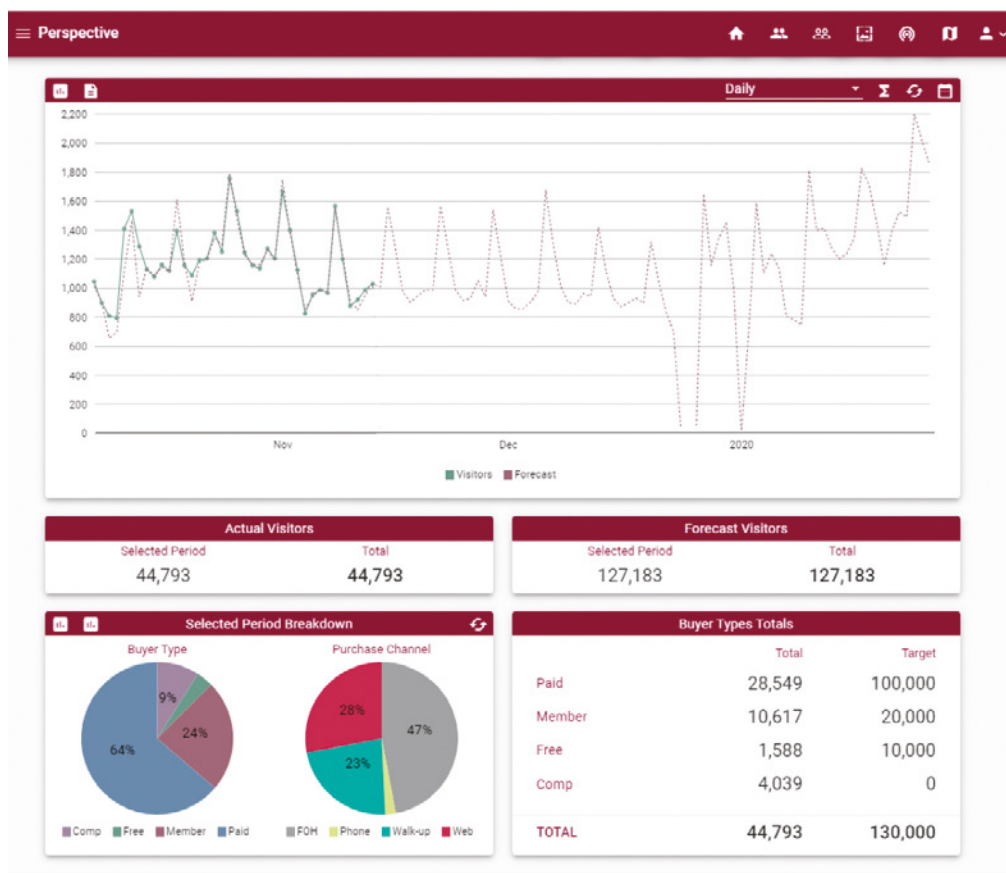 Perspective
Daily
2,200
2,000
1,800
1,600
1,400
1,200
1,000
800
600
400
200
0
Nov Dec 2020
Visitors Forecast
Actual Visitors
Selected Period Total
44,793 44,793
Forecast Visitors
Selected Period Total
127,183 127,183
Selected Period Breakdown
Buyer Type Purchase Channel
9%
24%
64%
28%
47%
23%
Comp Free Member Paid
FOH Phone Walk-up Web
Buyer Types Totals
Total Target
Paid 28,549 100,000
Member 10,617 20,000
Free 1,588 10,000
Comp 4,039 0
TOTAL 44,793 130,000